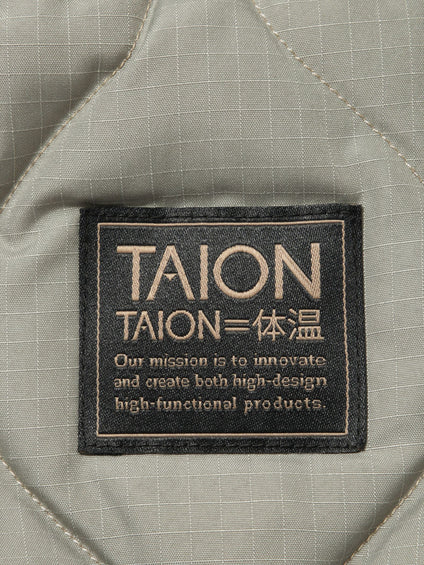 TAION
TAION=体温
Our mission is to innovate
and create both high-design
high-functional products.